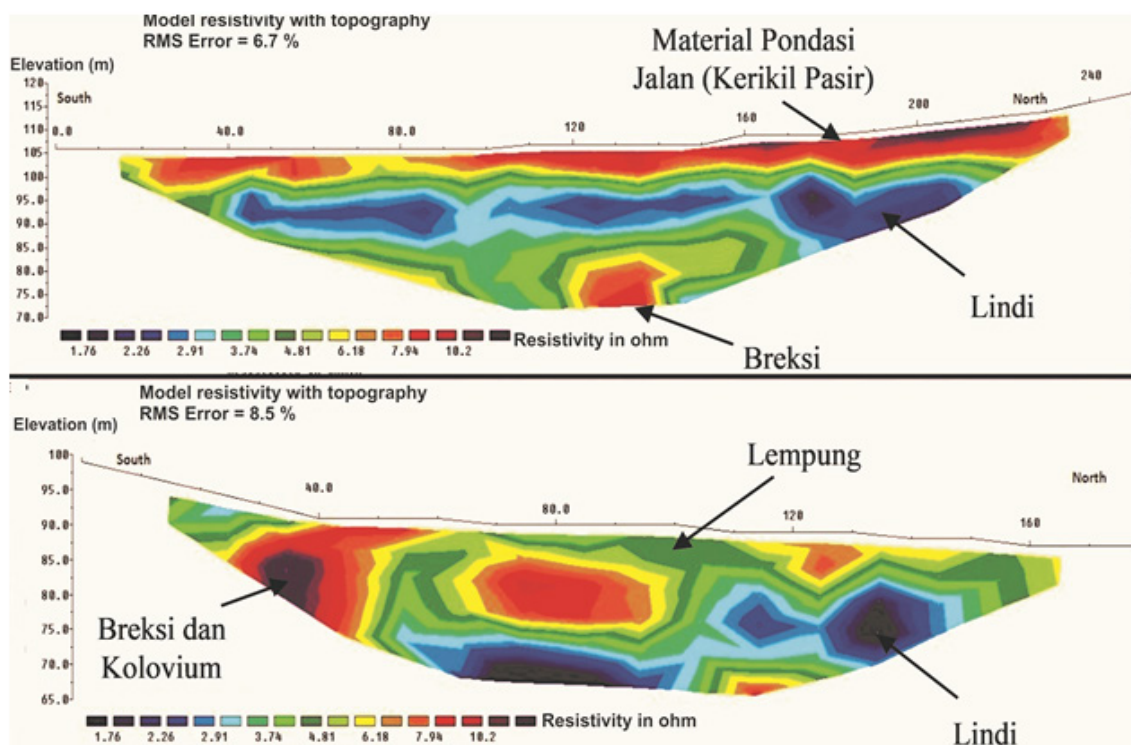 Model resistivity with topography
RMS Error = 6.7 %
Material Pondasi
Jalan (Kerikil Pasir)
Elevation (m)
120
South
240
115
North
200
110
0.0 40.0 80.0 120 160
105
100
95.0
90.0
85.0
80.0
75.0
70.0
Lindi
Breksi
Resistivity in ohm
1.76 2.26 2.91 3.74 4.81 6.18 7.94 10.2
Model resistivity with topography
RMS Error = 8.5 %
Elevation (m)
Lempung
100
South
North
95.0
40.0 80.0 120 160
90.0
85.0
80.0
75.0
70.0
65.0
Breksi dan
Kolovium
Lindi
Resistivity in ohm
1.76 2.26 2.91 3.74 4.81 6.18 7.94 10.2